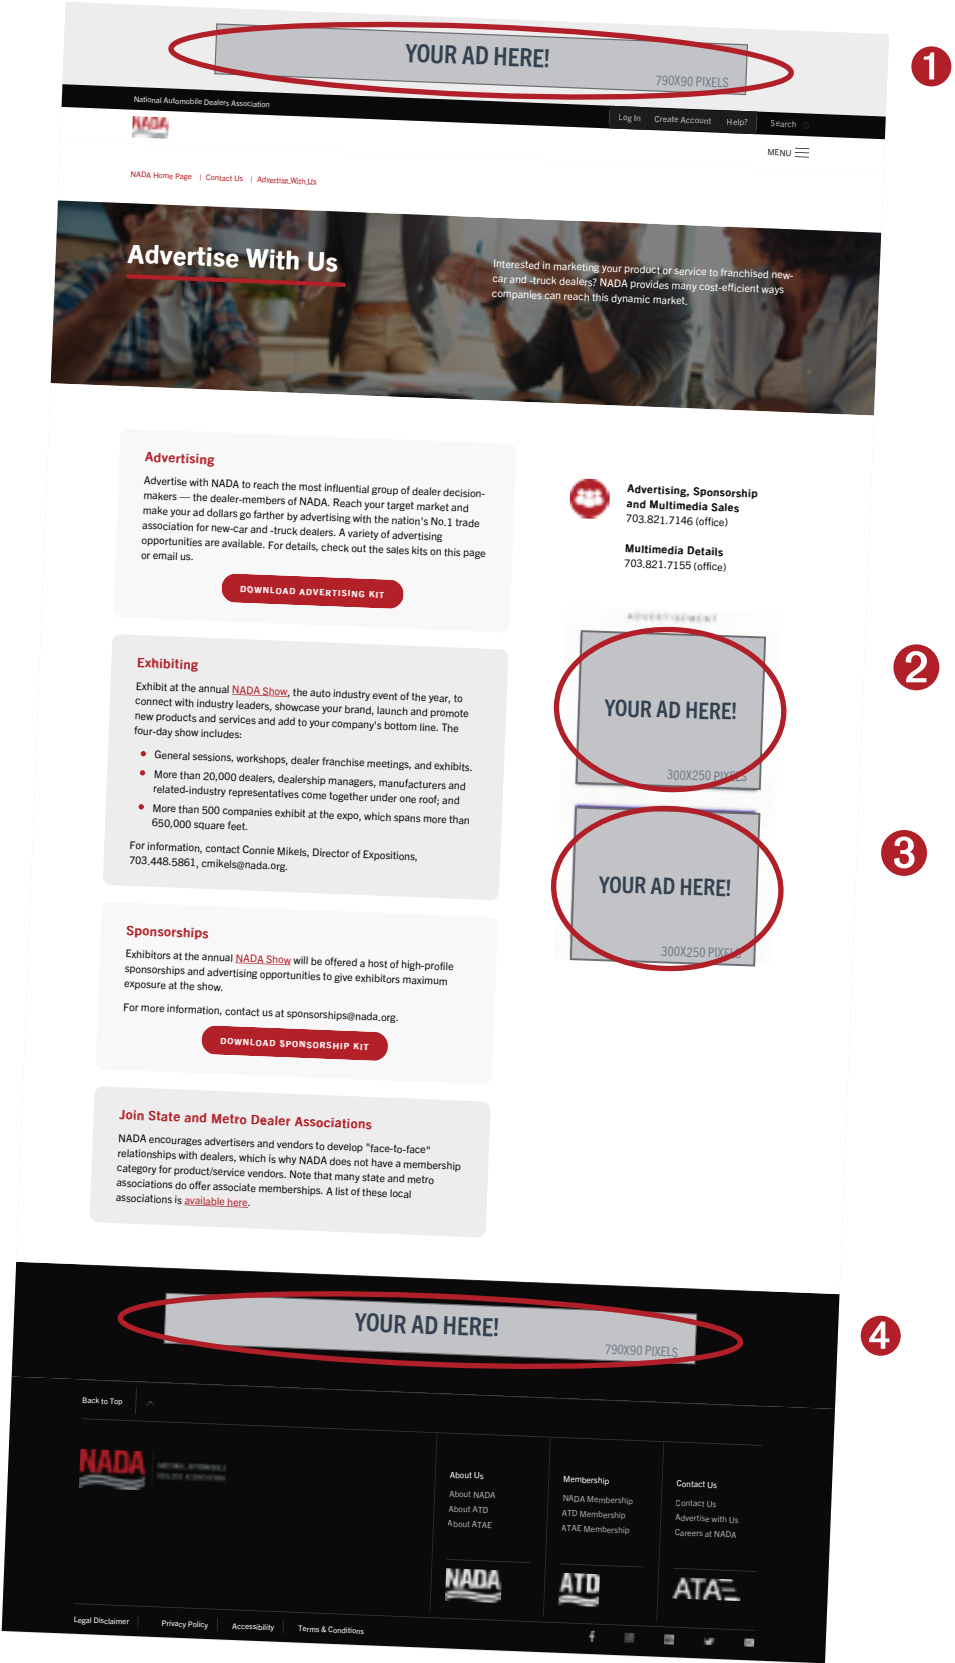 YOUR AD HERE!
790X90 PIXELS
1
National Automobile Dealers Association
Log In Create Account Help? Search
NADA
MENU
NADA Home Page | Contact Us | Advertise With Us
Advertise With Us
Interested in marketing your product or service to franchised new-
car and -truck dealers? NADA provides many cost-efficient ways
companies can reach this dynamic market.
Advertising
Advertise with NADA to reach the most influential group of dealer decision-
makers — the dealer-members of NADA. Reach your target market and
make your ad dollars go farther by advertising with the nation's No.1 trade
association for new-car and -truck dealers. A variety of advertising
opportunities are available. For details, check out the sales kits on this page
or email us.
DOWNLOAD ADVERTISING KIT
Advertising, Sponsorship
and Multimedia Sales
703.821.7146 (office)
Multimedia Details
703.821.7155 (office)
ADVERTISEMENT
YOUR AD HERE!
300X250 PIXELS
2
Exhibiting
Exhibit at the annual NADA Show, the auto industry event of the year, to
connect with industry leaders, showcase your brand, launch and promote
new products and services and add to your company's bottom line. The
four-day show includes:
General sessions, workshops, dealer franchise meetings, and exhibits.
More than 20,000 dealers, dealership managers, manufacturers and
related-industry representatives come together under one roof; and
More than 500 companies exhibit at the expo, which spans more than
650,000 square feet.
For information, contact Connie Mikels, Director of Expositions,
703.448.5861, cmikels@nada.org.
YOUR AD HERE!
300X250 PIXELS
3
Sponsorships
Exhibitors at the annual NADA Show will be offered a host of high-profile
sponsorships and advertising opportunities to give exhibitors maximum
exposure at the show.
For more information, contact us at sponsorships@nada.org.
DOWNLOAD SPONSORSHIP KIT
Join State and Metro Dealer Associations
NADA encourages advertisers and vendors to develop "face-to-face"
relationships with dealers, which is why NADA does not have a membership
category for product/service vendors. Note that many state and metro
associations do offer associate memberships. A list of these local
associations is available here.
YOUR AD HERE!
790X90 PIXELS
4
Back to Top
NADA
NATIONAL AUTOMOBILE
DEALERS ASSOCIATION
About Us
About NADA
About ATD
About ATAE
NADA
Membership
NADA Membership
ATD Membership
ATAE Membership
ATD
Contact Us
Contact Us
Advertise with Us
Careers at NADA
ATAE
Legal Disclaimer Privacy Policy Accessibility Terms & Conditions